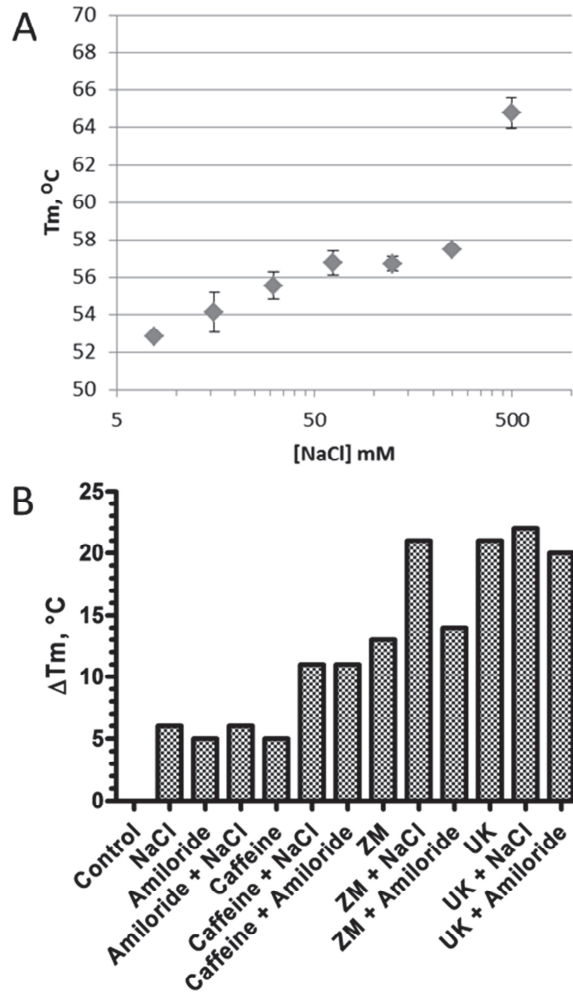 A
70
68
66
64
62
60
58
56
54
52
50
Tm, °C
5
50
500
[NaCl] mM
B
25
20
15
10
5
0
ΔTm, °C
Control
NaCl
Amiloride
Amiloride + NaCl
Caffeine
Caffeine + NaCl
Caffeine + Amiloride
ZM
ZM + NaCl
ZM + Amiloride
UK
UK + NaCl
UK + Amiloride